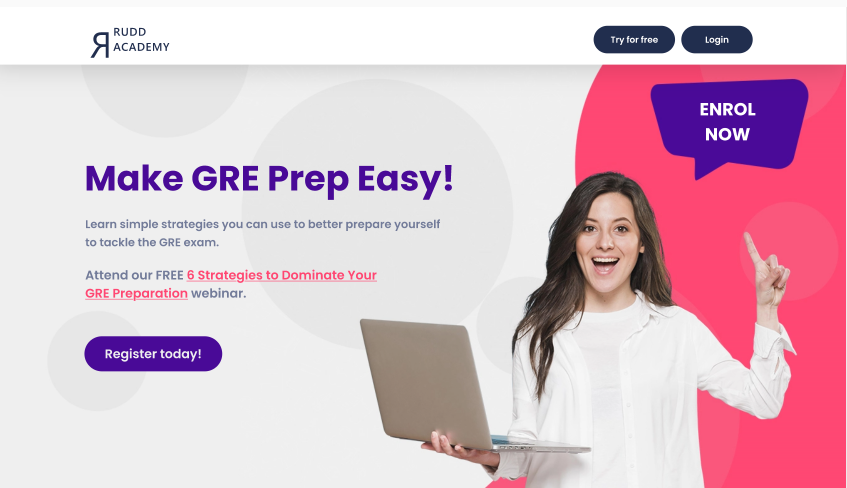 RUDD
ACADEMY
Try for free
Login
ENROL
NOW
Make GRE Prep Easy!
Learn simple strategies you can use to better prepare yourself
to tackle the GRE exam.
Attend our FREE 6 Strategies to Dominate Your
GRE Preparation webinar.
Register today!